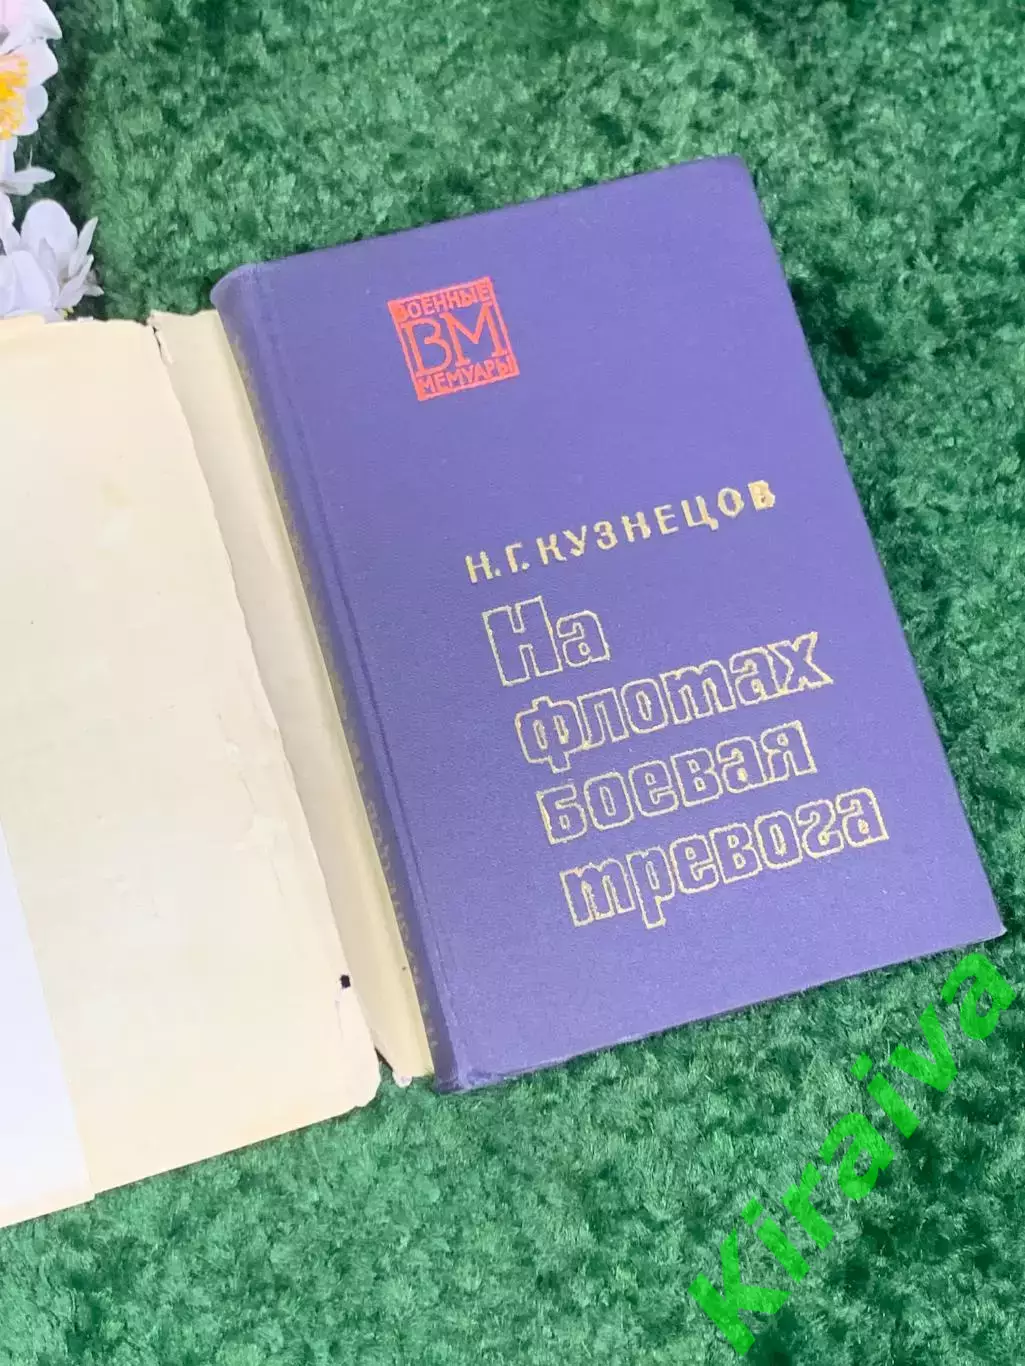 ВОЕННЫЕ
ВМ
МЕМУАРЫ
Н.Г.КУЗНЕЦОВ
На
флотах
боевая
тревога
Kiraiva